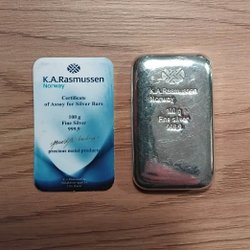 K.A.Rasmussen
Norway
Certificate
of Assay for Silver Bars
100 g
Fine Silver
999,9
precious metal products
K.A.Rasmussen
Norway
100 g
Fine silver
999,9